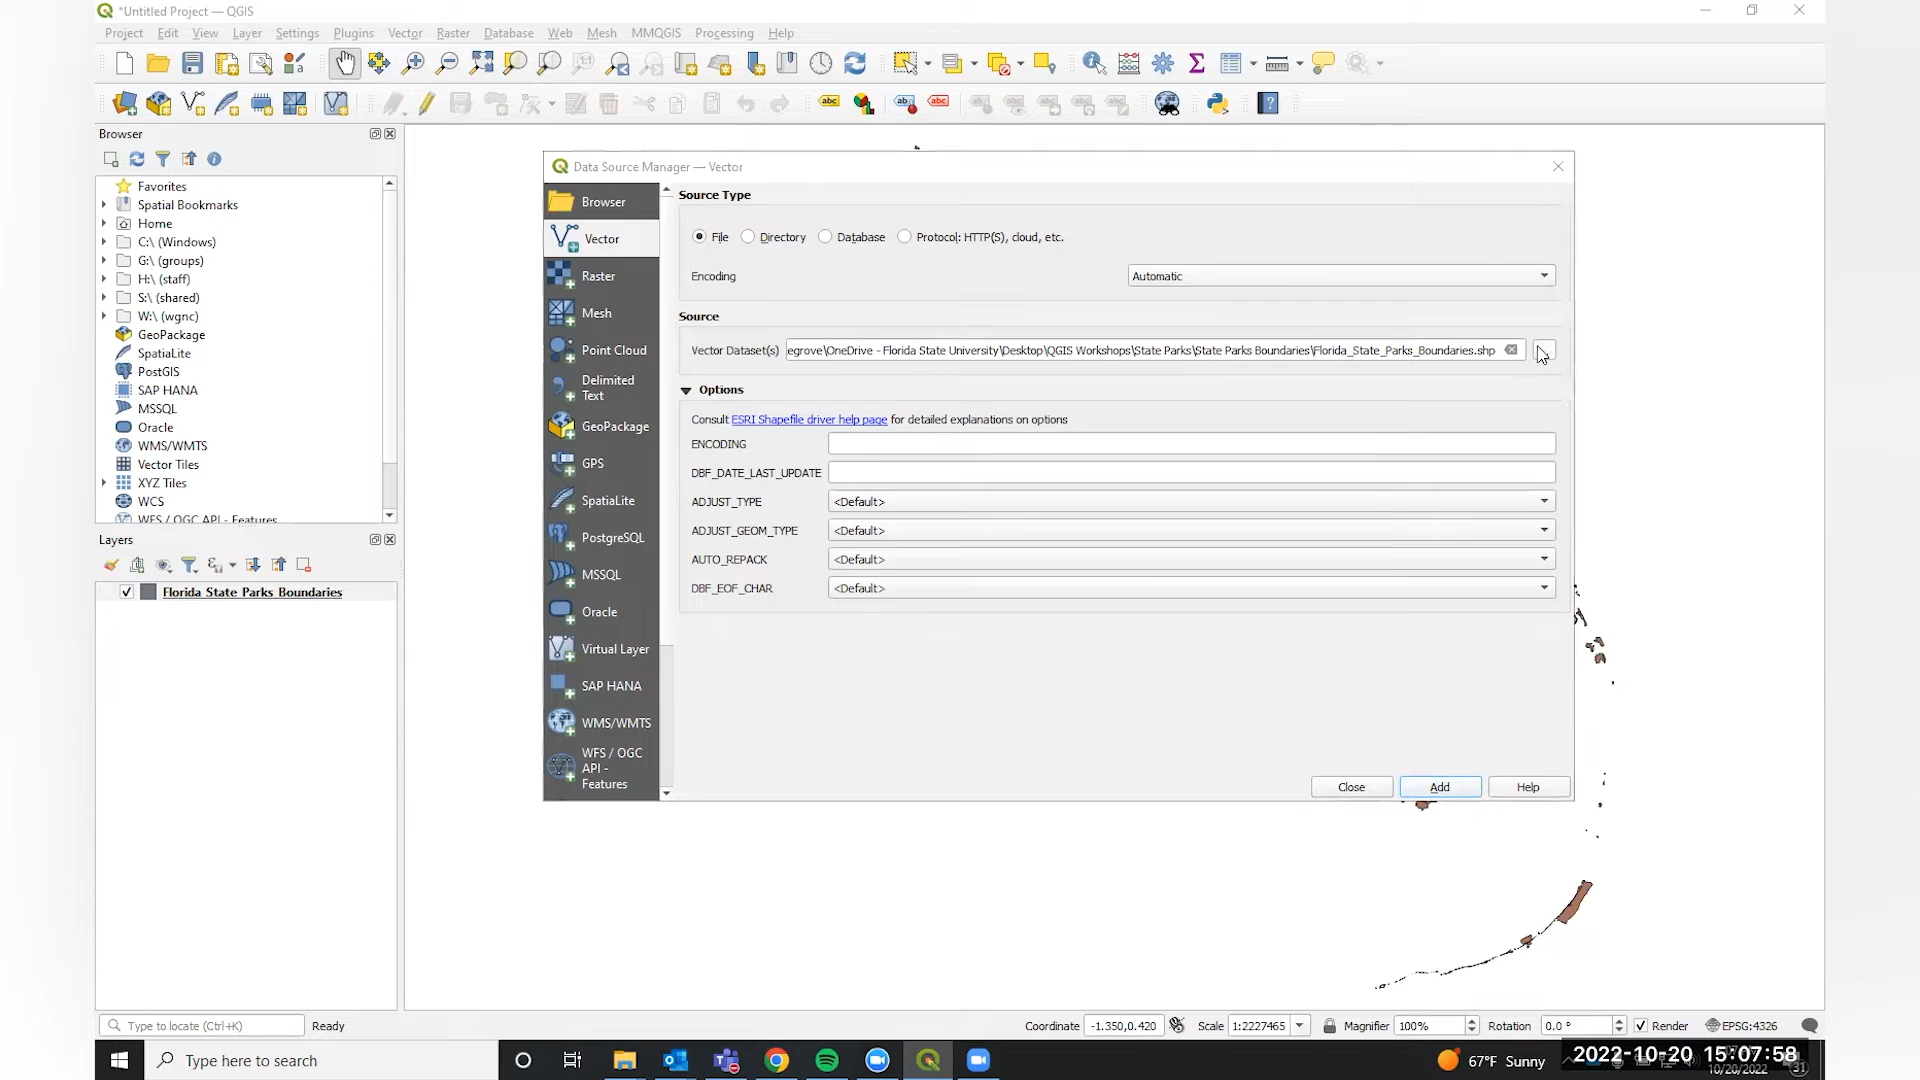 *Untitled Project — QGIS
Project Edit View Layer Settings Plugins Vector Raster Database Web Mesh MMQGIS Processing Help
Browser
Favorites
Spatial Bookmarks
Home
C:\ (Windows)
G:\ (groups)
H:\ (staff)
S:\ (shared)
W:\ (wgnc)
GeoPackage
SpatiaLite
PostGIS
SAP HANA
MSSQL
Oracle
WMS/WMTS
Vector Tiles
XYZ Tiles
WCS
WFS / OGC API - Features
Layers
Florida State Parks Boundaries
Data Source Manager — Vector
Browser
Vector
Raster
Mesh
Point Cloud
Delimited
Text
GeoPackage
GPS
SpatiaLite
PostgreSQL
MSSQL
Oracle
Virtual Layer
SAP HANA
WMS/WMTS
WFS / OGC
API -
Features
Source Type
File Directory Database Protocol: HTTP(S), cloud, etc.
Encoding Automatic
Source
Vector Dataset(s) egrove\OneDrive - Florida State University\Desktop\QGIS Workshops\State Parks\State Parks Boundaries\Florida_State_Parks_Boundaries.shp
Options
Consult ESRI Shapefile driver help page for detailed explanations on options
ENCODING
DBF_DATE_LAST_UPDATE
ADJUST_TYPE <Default>
ADJUST_GEOM_TYPE <Default>
AUTO_REPACK <Default>
DBF_EOF_CHAR <Default>
Close Add Help
Type to locate (Ctrl+K) Ready Coordinate -1.350,0.420 Scale 1:2227465 Magnifier 100% Rotation 0.0 ° Render EPSG:4326
Type here to search 67°F Sunny 2022-10-20 15:07:58
10/20/2022 31